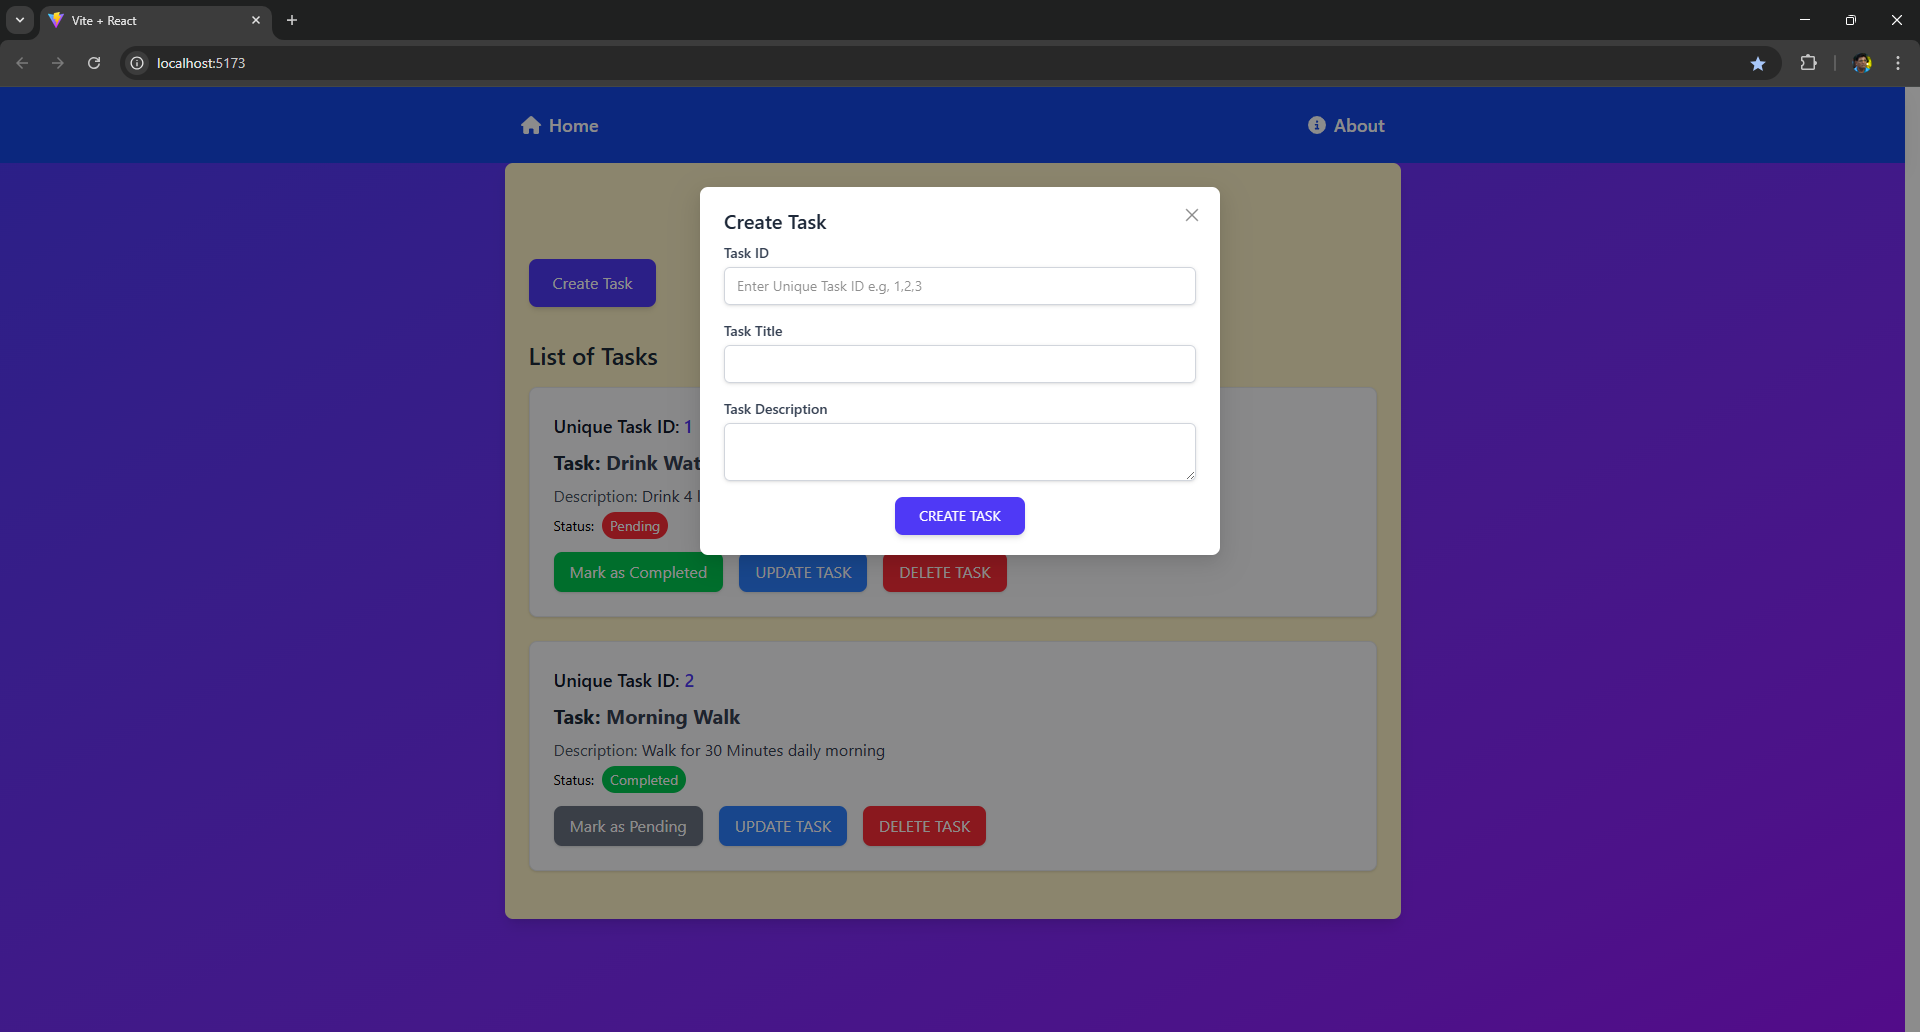 Vite + React
localhost:5173
Home
About
Create Task
Task ID
Enter Unique Task ID e.g, 1,2,3
Task Title
Task Description
CREATE TASK
Create Task
List of Tasks
Unique Task ID: 1
Task: Drink Wat
Description: Drink 4 l
Status: Pending
Mark as Completed UPDATE TASK DELETE TASK
Unique Task ID: 2
Task: Morning Walk
Description: Walk for 30 Minutes daily morning
Status: Completed
Mark as Pending UPDATE TASK DELETE TASK